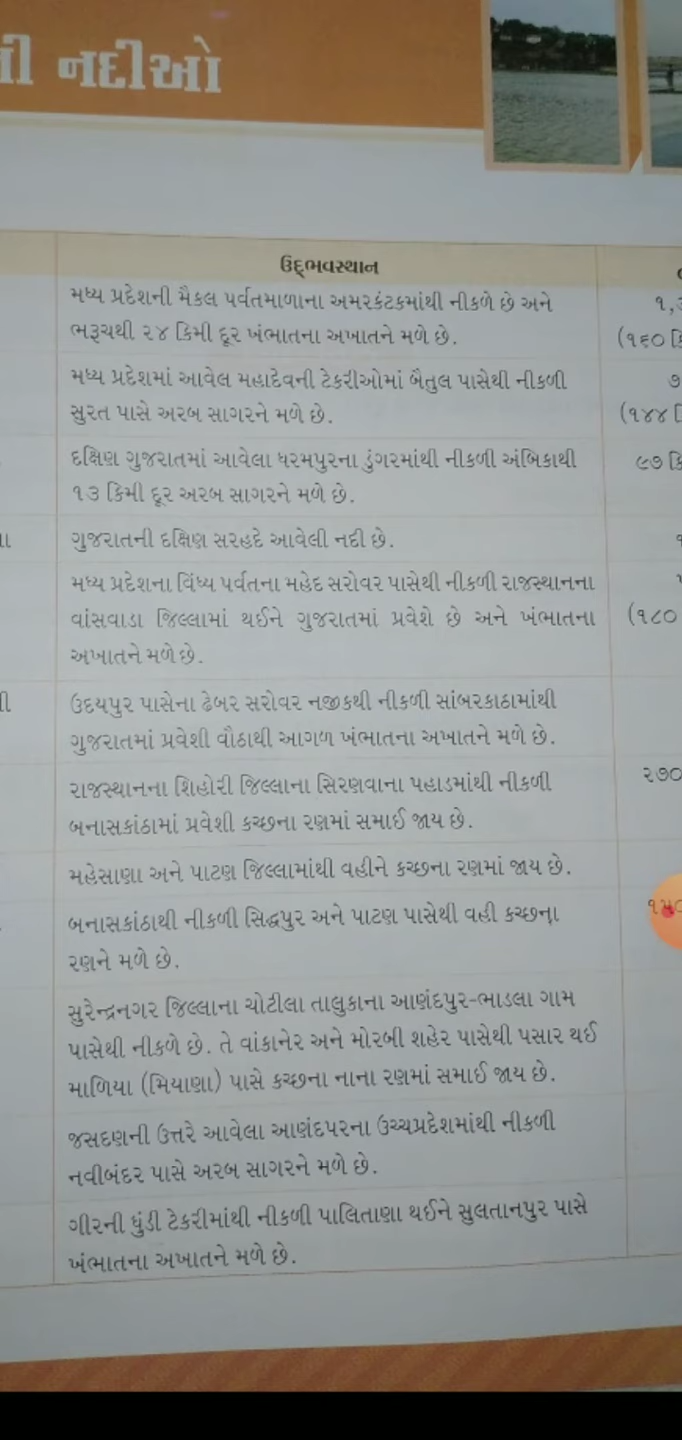 ની નદીઓ
ઉદ્ભવસ્થાન
મધ્ય પ્રદેશની મૈકલ પર્વતમાળાના અમરકંટકમાંથી નીકળે છે અને
ભરૂચથી ૨૪ કિમી દૂર ખંભાતના અખાતને મળે છે.
(૧૬૦ કિ
મધ્ય પ્રદેશમાં આવેલ મહાદેવની ટેકરીઓમાં બૈતુલ પાસેથી નીકળી
સુરત પાસે અરબ સાગરને મળે છે.
(૧૪૪ કિ
દક્ષિણ ગુજરાતમાં આવેલા ધરમપુરના ડુંગરમાંથી નીકળી અંબિકાથી
૯૭ કિ
૧૩ કિમી દૂર અરબ સાગરને મળે છે.
ગુજરાતની દક્ષિણ સરહદે આવેલી નદી છે.
મધ્ય પ્રદેશના વિંધ્ય પર્વતના મહેદ સરોવર પાસેથી નીકળી રાજસ્થાનના
વાંસવાડા જિલ્લામાં થઈને ગુજરાતમાં પ્રવેશે છે અને ખંભાતના
(૧૮૦
અખાતને મળે છે.
ઉદયપુર પાસેના ઢેબર સરોવર નજીકથી નીકળી સાંબરકાઠામાંથી
ગુજરાતમાં પ્રવેશી વૌઠાથી આગળ ખંભાતના અખાતને મળે છે.
રાજસ્થાનના શિહોરી જિલ્લાના સિરણવાના પહાડમાંથી નીકળી
૨૭૦
બનાસકાંઠામાં પ્રવેશી કચ્છના રણમાં સમાઈ જાય છે.
મહેસાણા અને પાટણ જિલ્લામાંથી વહીને કચ્છના રણમાં જાય છે.
બનાસકાંઠાથી નીકળી સિદ્ધપુર અને પાટણ પાસેથી વહી કચ્છના
રણને મળે છે.
સુરેન્દ્રનગર જિલ્લાના ચોટીલા તાલુકાના આણંદપુર-ભાડલા ગામ
પાસેથી નીકળે છે. તે વાંકાનેર અને મોરબી શહેર પાસેથી પસાર થઈ
માળિયા (મિયાણા) પાસે કચ્છના નાના રણમાં સમાઈ જાય છે.
જસદણની ઉત્તરે આવેલા આણંદપરના ઉચ્ચપ્રદેશમાંથી નીકળી
નવીબંદર પાસે અરબ સાગરને મળે છે.
ગીરની ધુંડી ટેકરીમાંથી નીકળી પાલિતાણા થઈને સુલતાનપુર પાસે
ખંભાતના અખાતને મળે છે.